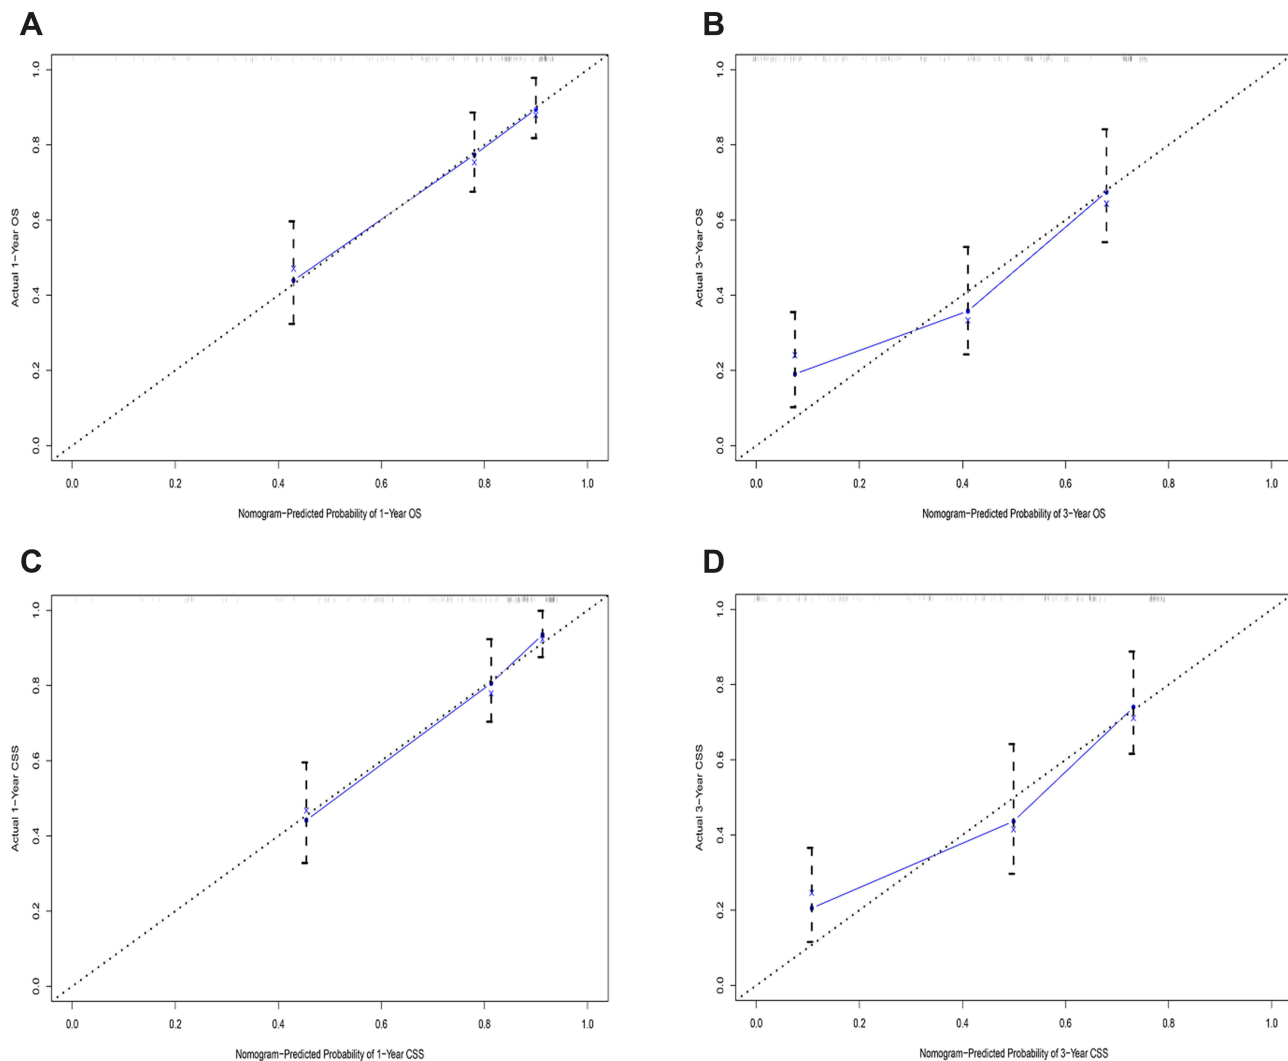 A
Actual 1-Year OS
1.0
0.8
0.6
0.4
0.2
0.0
0.0 0.2 0.4 0.6 0.8 1.0
Nomogram-Predicted Probability of 1-Year OS
B
Actual 3-Year OS
1.0
0.8
0.6
0.4
0.2
0.0
0.0 0.2 0.4 0.6 0.8 1.0
Nomogram-Predicted Probability of 3-Year OS
C
Actual 1-Year CSS
1.0
0.8
0.6
0.4
0.2
0.0
0.0 0.2 0.4 0.6 0.8 1.0
Nomogram-Predicted Probability of 1-Year CSS
D
Actual 3-Year CSS
1.0
0.8
0.6
0.4
0.2
0.0
0.0 0.2 0.4 0.6 0.8 1.0
Nomogram-Predicted Probability of 3-Year CSS